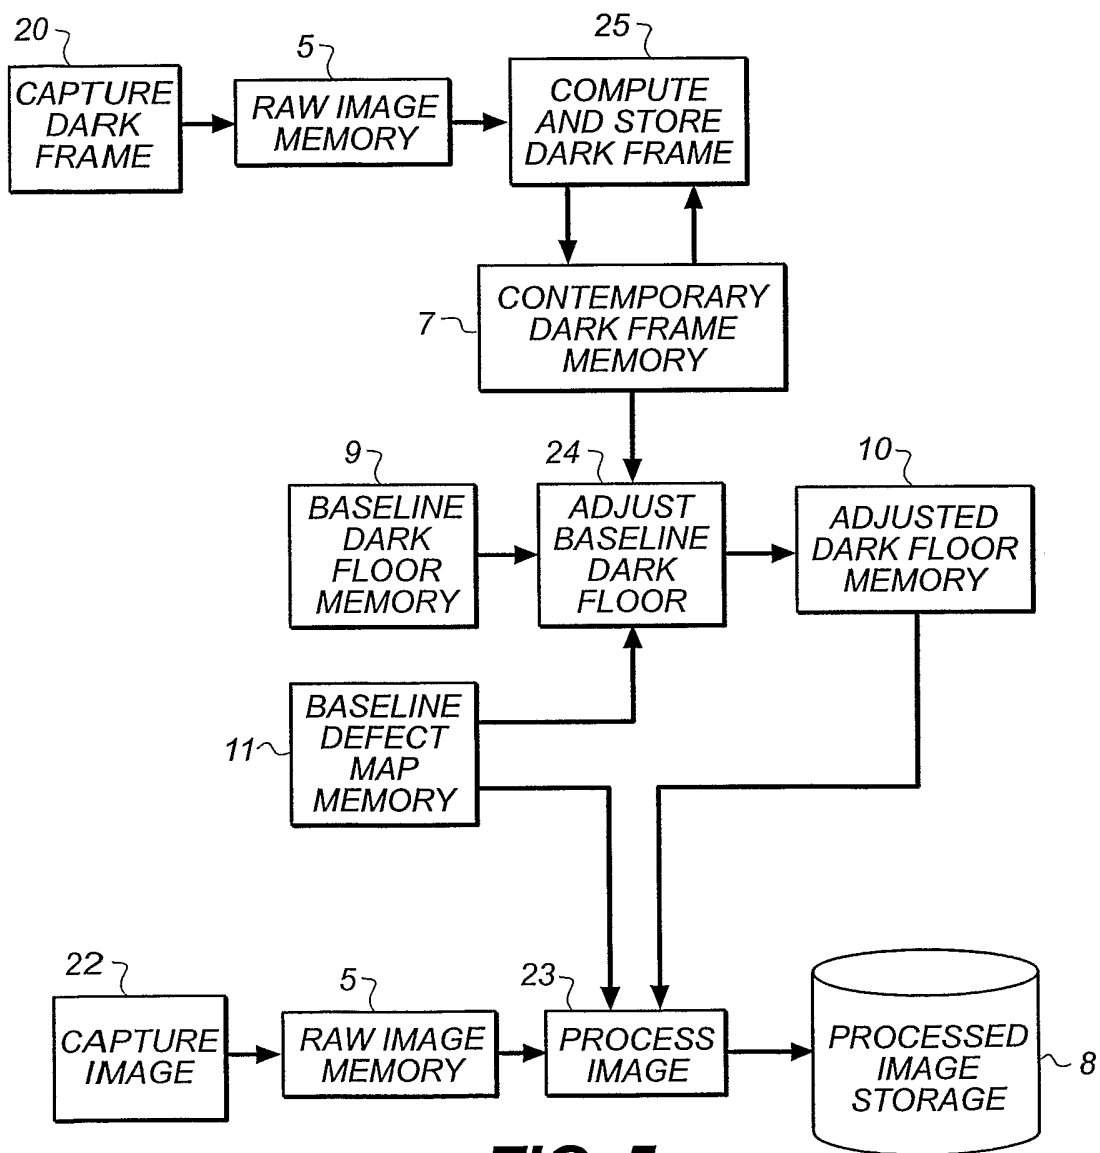 20
5
25
CAPTURE
DARK
FRAME
RAW IMAGE
MEMORY
COMPUTE
AND STORE
DARK FRAME
7
CONTEMPORARY
DARK FRAME
MEMORY
9
24
10
BASELINE
DARK
FLOOR
MEMORY
ADJUST
BASELINE
DARK
FLOOR
ADJUSTED
DARK FLOOR
MEMORY
11
BASELINE
DEFECT
MAP
MEMORY
22
5
23
CAPTURE
IMAGE
RAW IMAGE
MEMORY
PROCESS
IMAGE
PROCESSED
IMAGE
STORAGE
8